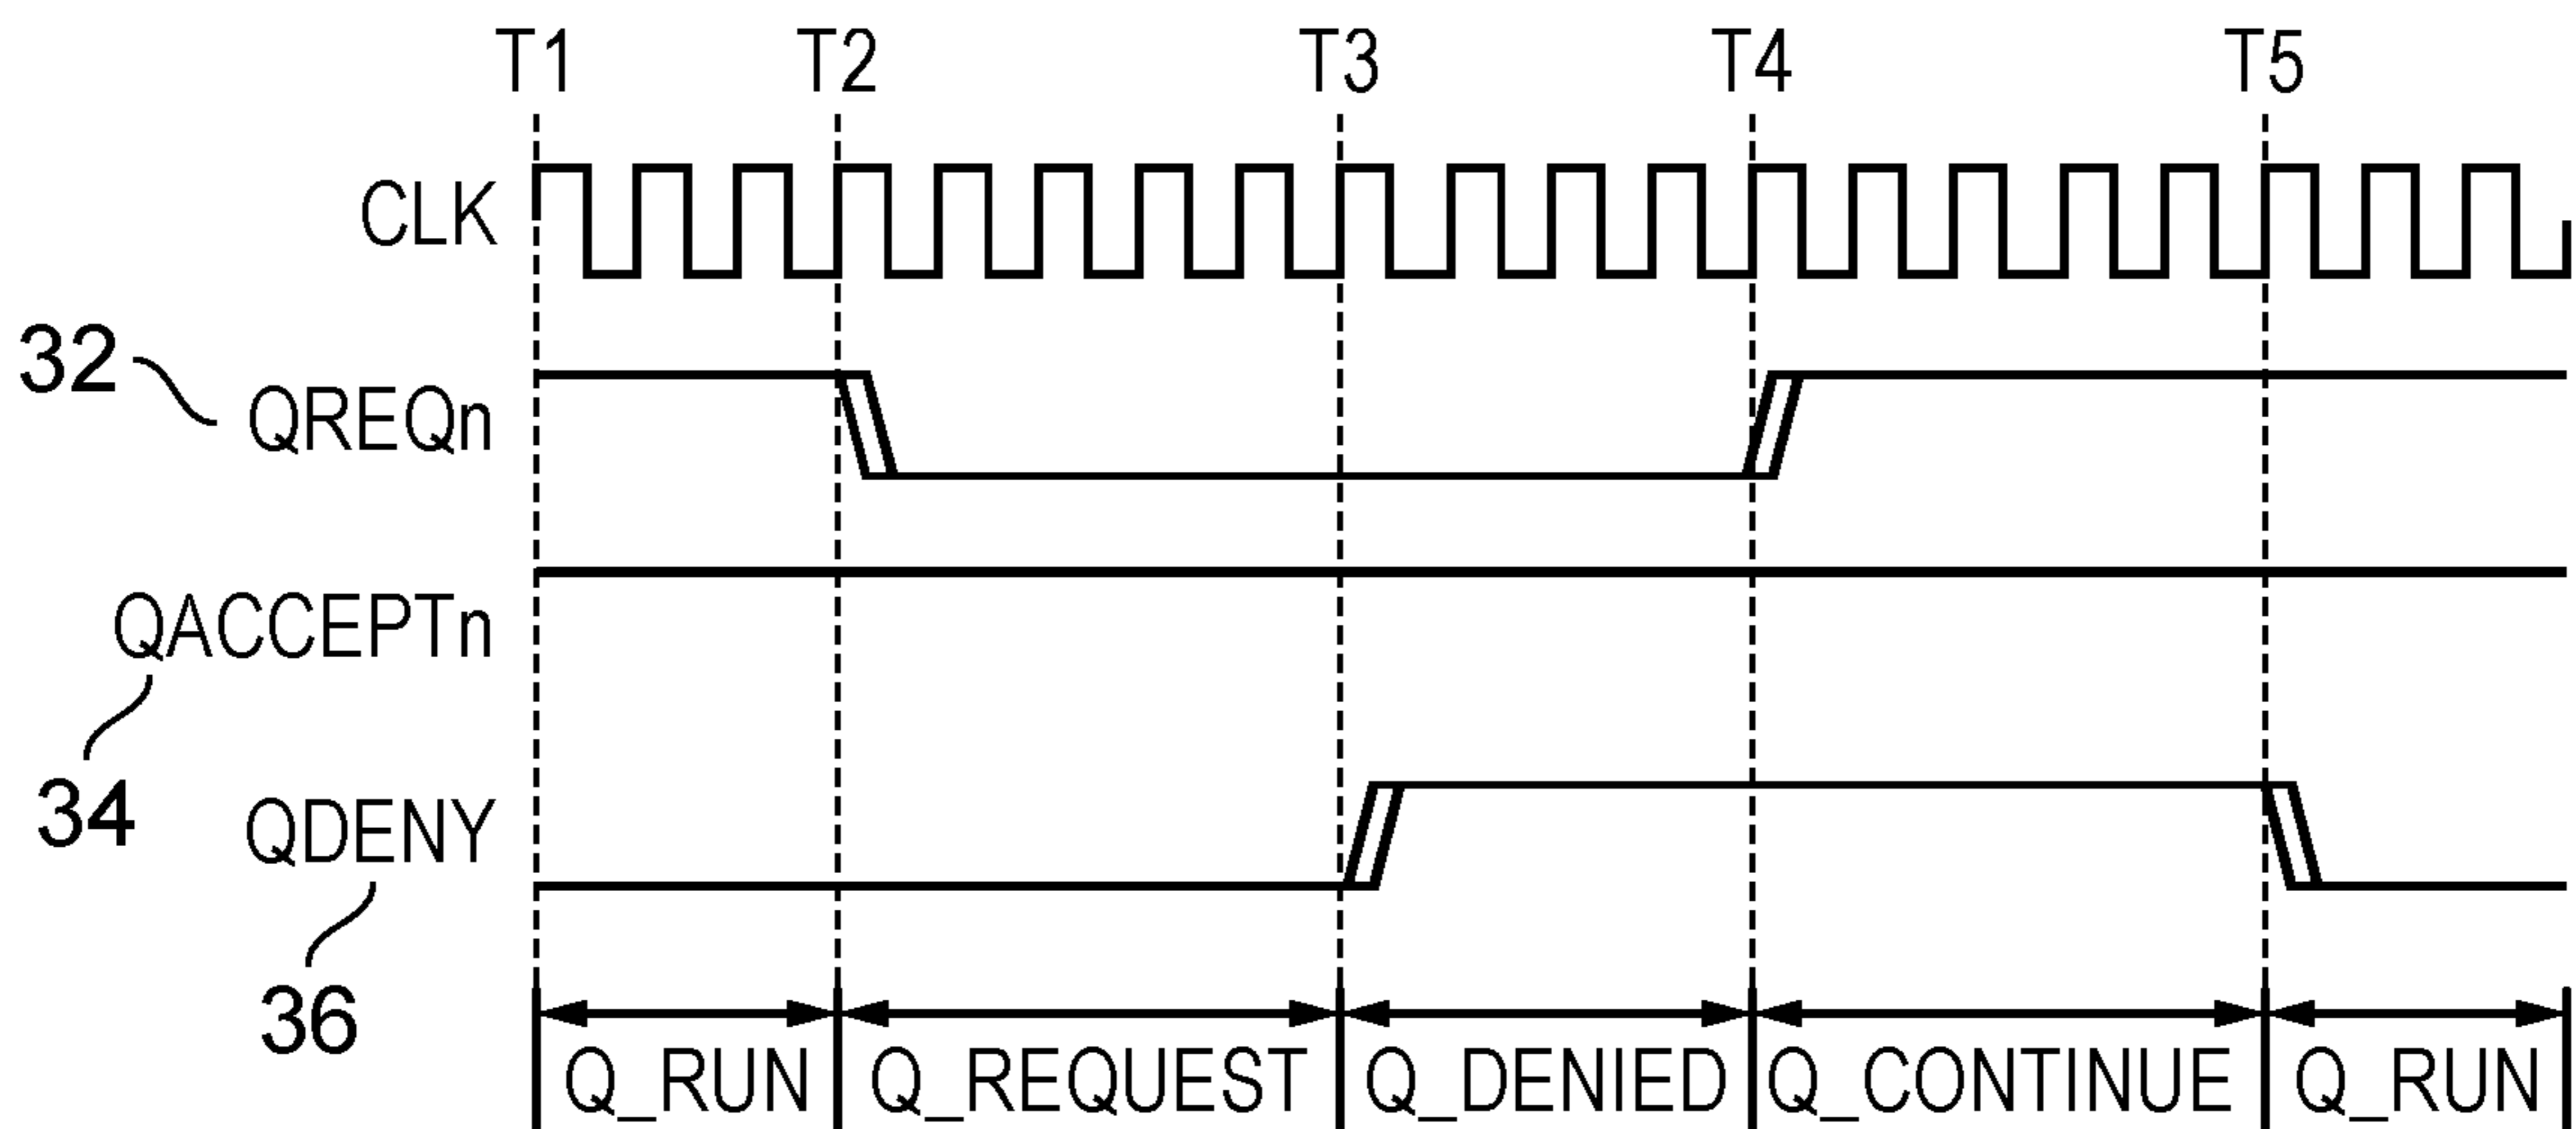 T1 T2 T3 T4 T5
CLK
32
QREQn
QACCEPTn
34
QDENY
36
Q_RUN Q_REQUEST Q_DENIED Q_CONTINUE Q_RUN